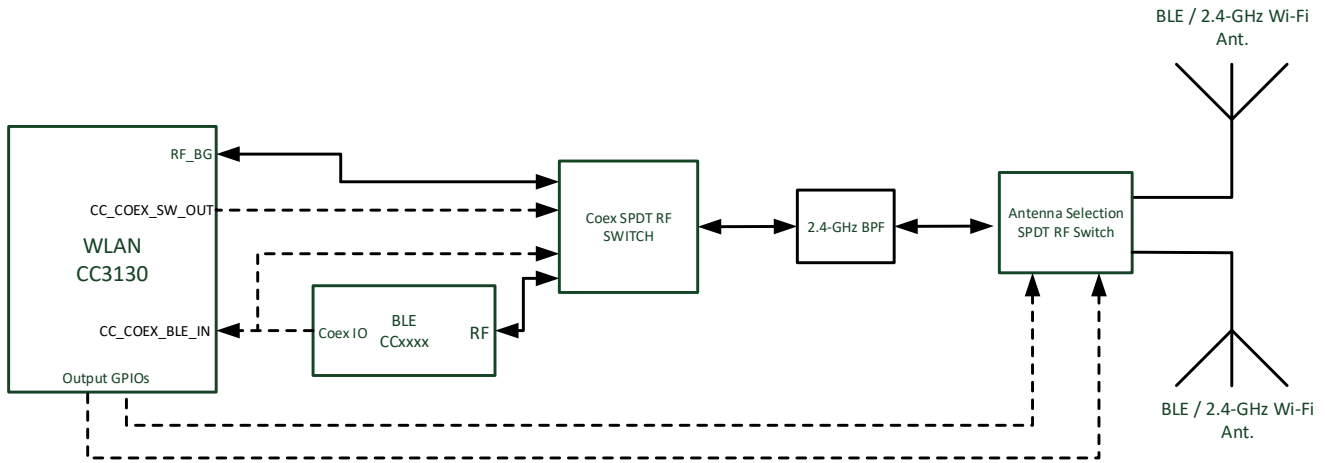 BLE / 2.4-GHz Wi-Fi
Ant.
RF_BG
CC_COEX_SW_OUT
WLAN
CC3130
CC_COEX_BLE_IN
Output GPIOs
Coex IO
BLE
CCxxxx
RF
Coex SPDT RF
SWITCH
2.4-GHz BPF
Antenna Selection
SPDT RF Switch
BLE / 2.4-GHz Wi-Fi
Ant.